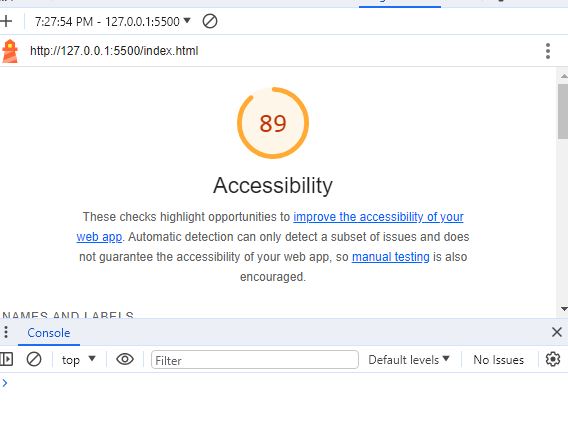 7:27:54 PM - 127.0.0.1:5500
http://127.0.0.1:5500/index.html
89
Accessibility
These checks highlight opportunities to improve the accessibility of your
web app. Automatic detection can only detect a subset of issues and does
not guarantee the accessibility of your web app, so manual testing is also
encouraged.
NAMES AND LABELS
Console
top Filter Default levels No Issues